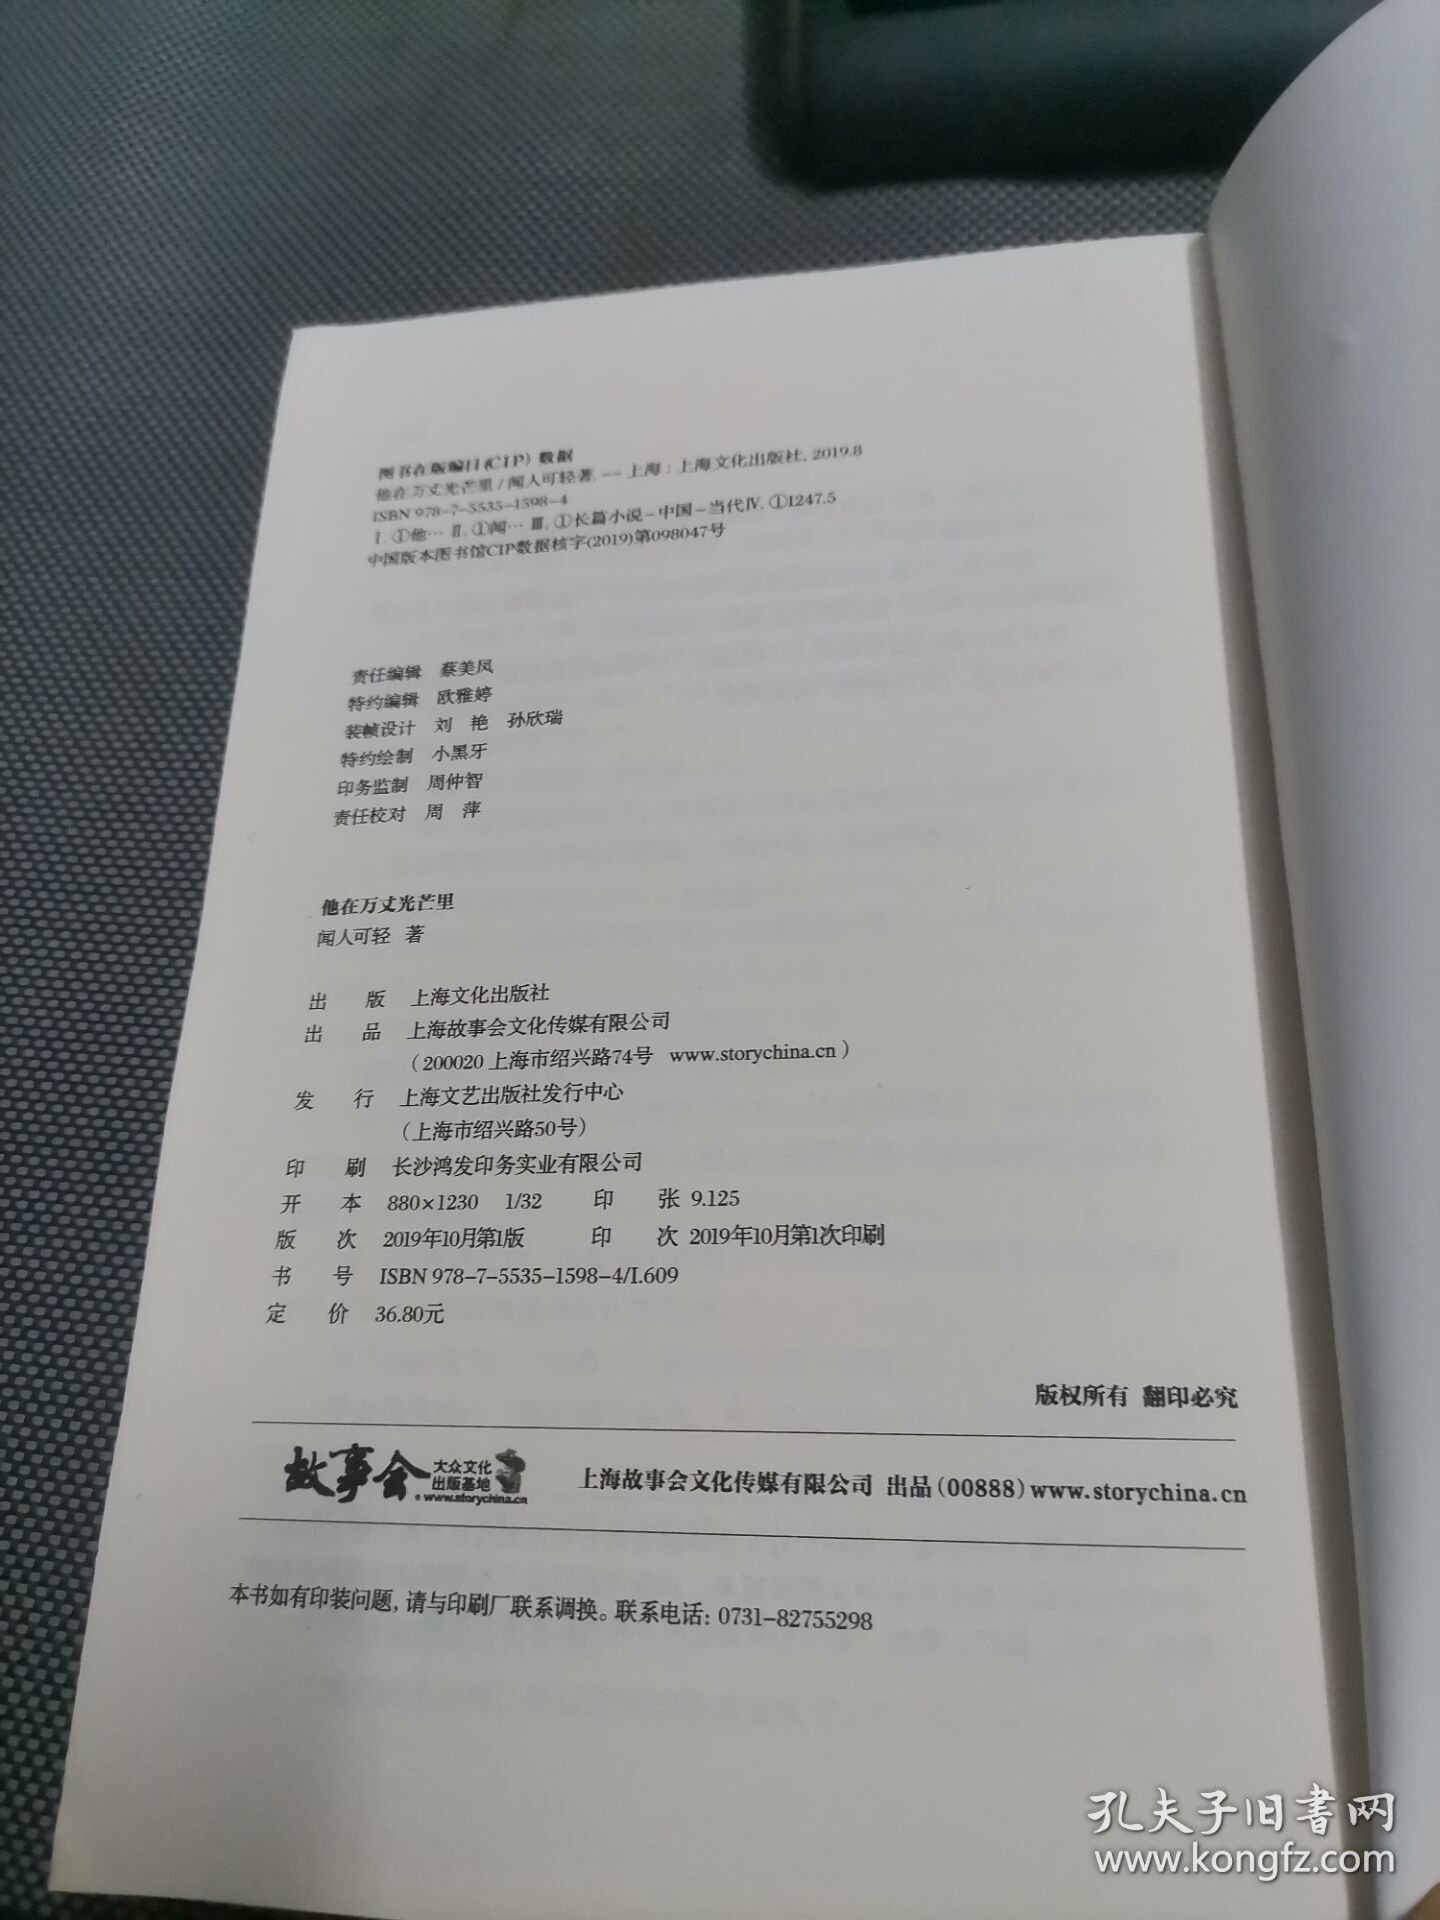 图书在版编目(CIP)数据
他在万丈光芒里/闻人可轻著. — 上海：上海文化出版社, 2019.8
ISBN 978-7-5535-1598-4
Ⅰ. ①他… Ⅱ. ①闻… Ⅲ. ①长篇小说-中国-当代Ⅳ. ①I247.5
中国版本图书馆CIP数据核字(2019)第098047号
责任编辑 蔡美凤
特约编辑 欧雅婷
装帧设计 刘 艳 孙欣瑞
特约绘制 小黑牙
印务监制 周仲智
责任校对 周 萍
他在万丈光芒里
闻人可轻 著
出 版 上海文化出版社
出 品 上海故事会文化传媒有限公司
（200020 上海市绍兴路74号 www.storychina.cn）
发 行 上海文艺出版社发行中心
（上海市绍兴路50号）
印 刷 长沙鸿发印务实业有限公司
开 本 880×1230 1/32 印 张 9.125
版 次 2019年10月第1版 印 次 2019年10月第1次印刷
书 号 ISBN 978-7-5535-1598-4/I.609
定 价 36.80元
版权所有 翻印必究
故事会 大众文化
出版基地
www.storychina.cn
上海故事会文化传媒有限公司 出品(00888)www.storychina.cn
本书如有印装问题，请与印刷厂联系调换。联系电话：0731-82755298
孔夫子旧书网
www.kongfz.com